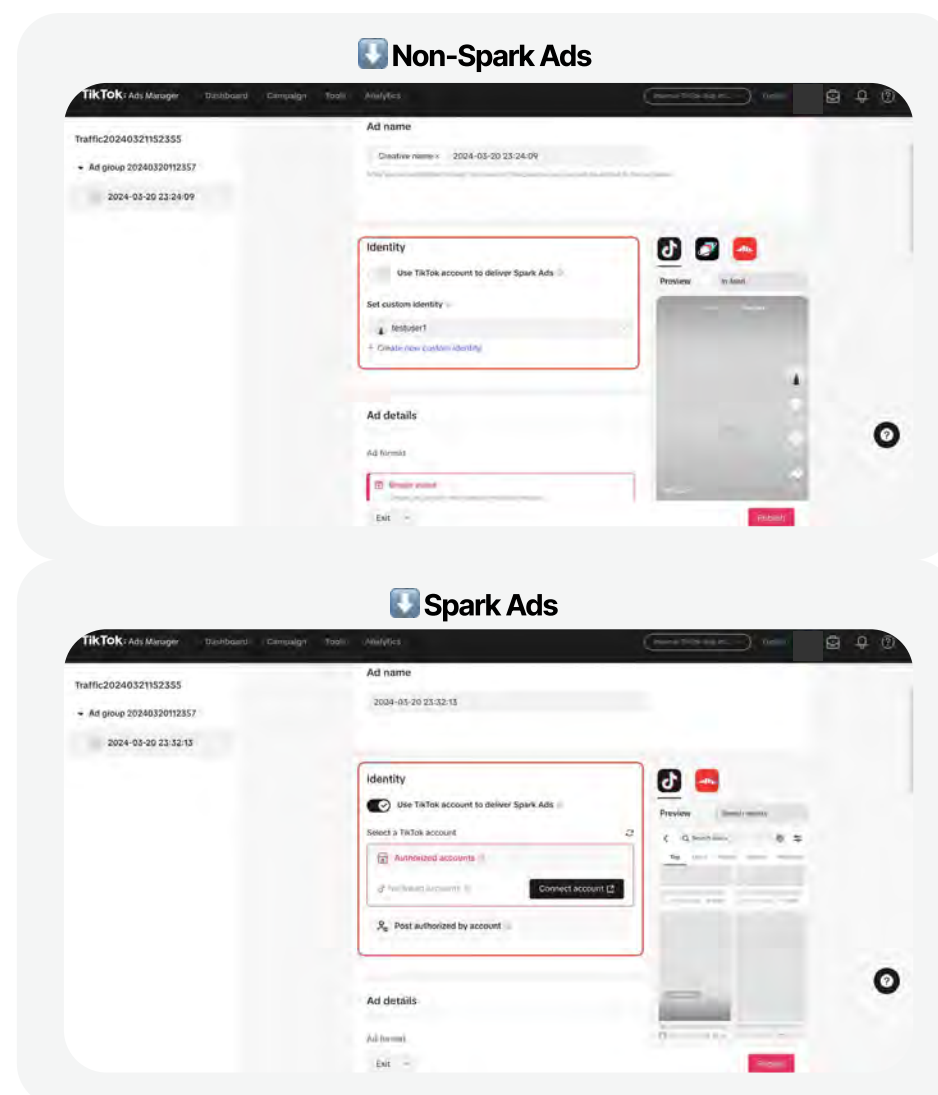 Non-Spark Ads
TikTok: Ads Manager Dashboard Campaign Tools Analytics
Traffic20240321152355
Ad group 20240320112357
2024-03-20 23:24:09
Ad name
Creative name 2024-03-20 23:24:09
Identity
Use TikTok account to deliver Spark Ads
Set custom identity
testuser1
+ Create new custom identity
Preview In feed
Ad details
Ad format
Single video
Exit
Publish
Spark Ads
TikTok: Ads Manager Dashboard Campaign Tools Analytics
Traffic20240321152355
Ad group 20240320112357
2024-03-20 23:32:13
Ad name
2024-03-20 23:32:13
Identity
Use TikTok account to deliver Spark Ads
Select a TikTok account
Authorized accounts
Connect account
Post authorized by account
Preview Search results
Top
Ad details
Ad format
Exit
Publish